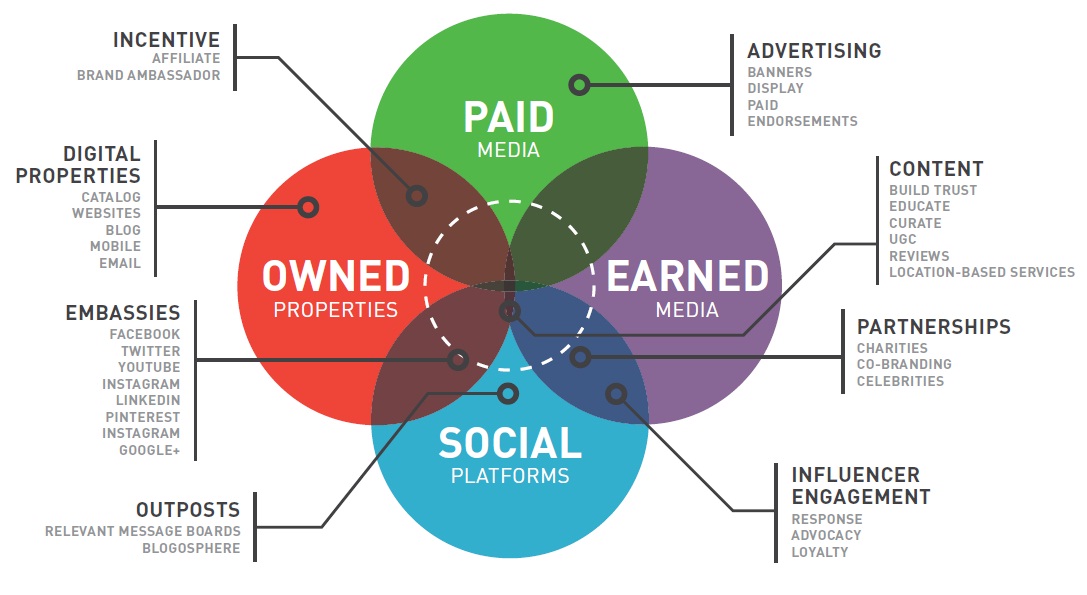 INCENTIVE
AFFILIATE
BRAND AMBASSADOR
ADVERTISING
BANNERS
DISPLAY
PAID
ENDORSEMENTS
PAID
MEDIA
DIGITAL
PROPERTIES
CATALOG
WEBSITES
BLOG
MOBILE
EMAIL
CONTENT
BUILD TRUST
EDUCATE
CURATE
UGC
REVIEWS
LOCATION-BASED SERVICES
OWNED
PROPERTIES
EARNED
MEDIA
EMBASSIES
FACEBOOK
TWITTER
YOUTUBE
INSTAGRAM
LINKEDIN
PINTEREST
INSTAGRAM
GOOGLE+
PARTNERSHIPS
CHARITIES
CO-BRANDING
CELEBRITIES
SOCIAL
PLATFORMS
OUTPOSTS
RELEVANT MESSAGE BOARDS
BLOGOSPHERE
INFLUENCER
ENGAGEMENT
RESPONSE
ADVOCACY
LOYALTY